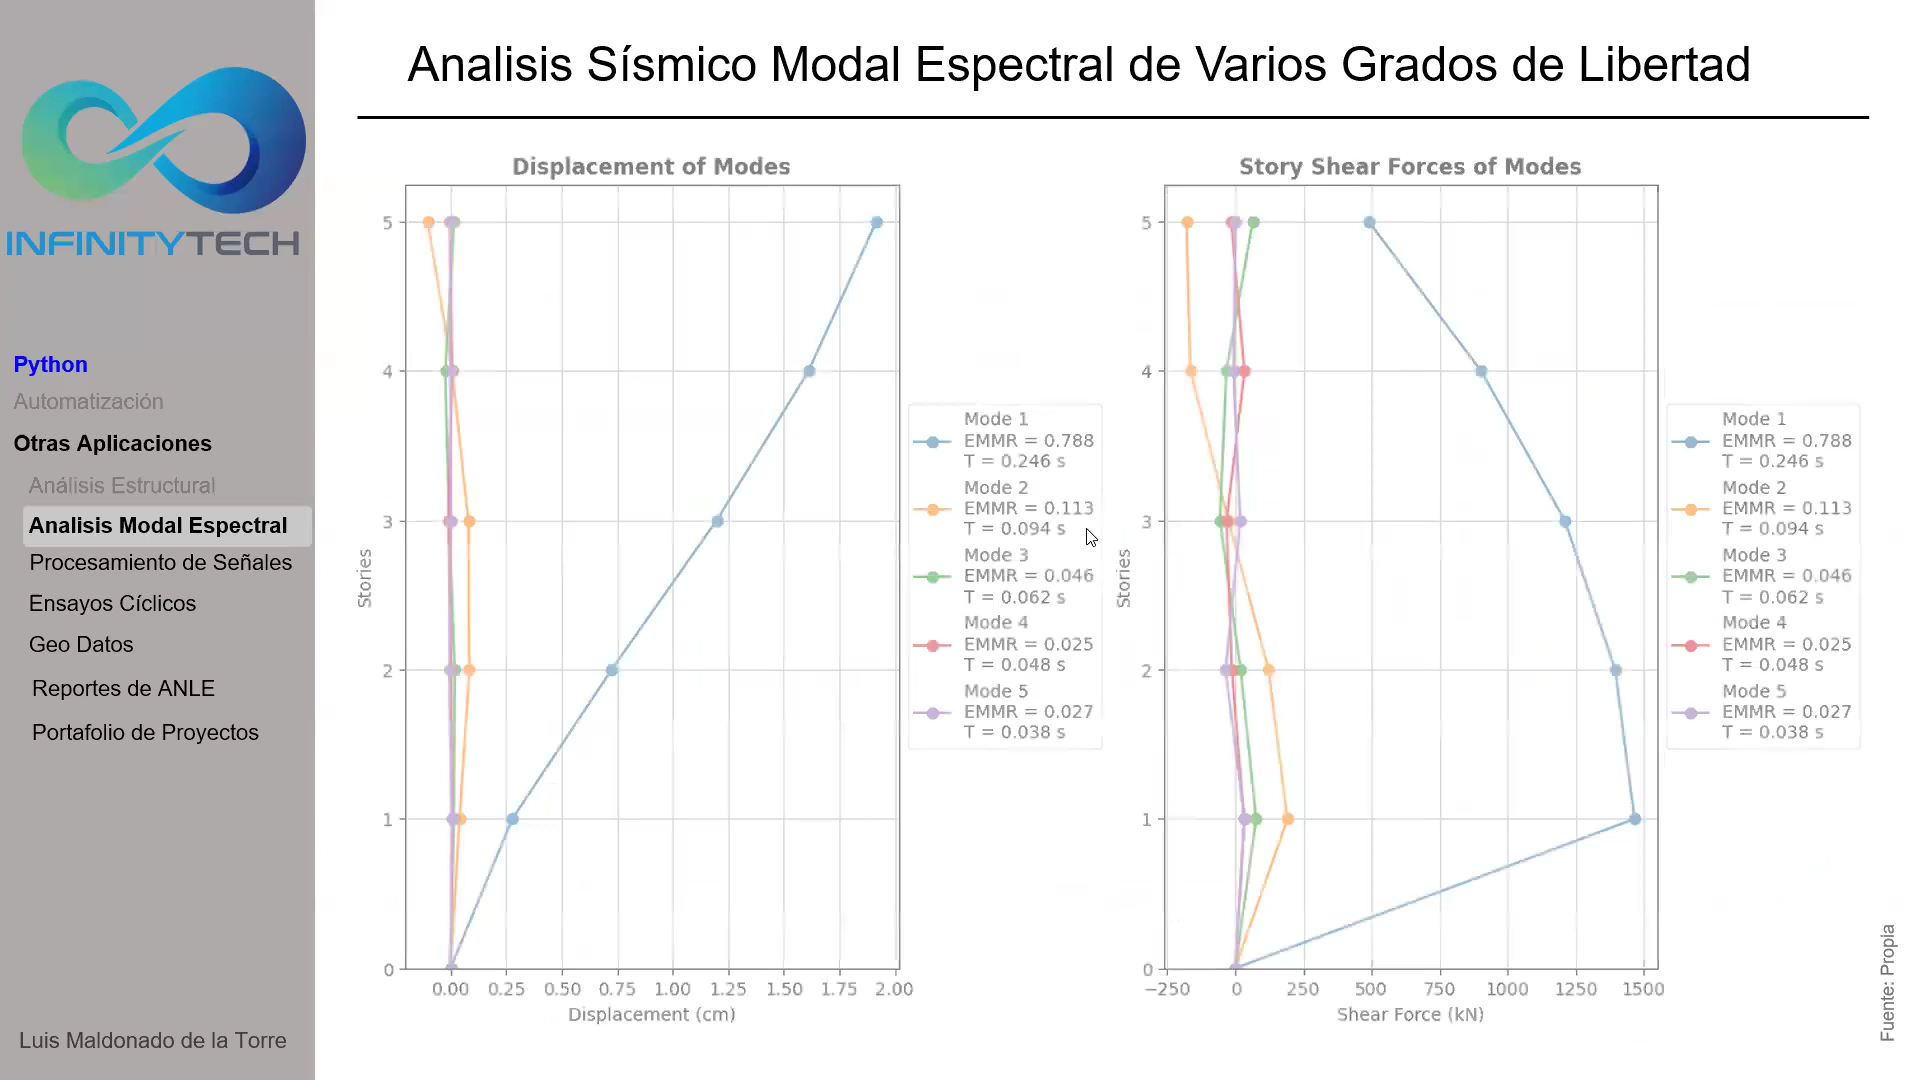 Analisis Sísmico Modal Espectral de Varios Grados de Libertad
INFINITYTECH
Python
Automatización
Otras Aplicaciones
Análisis Estructural
Analisis Modal Espectral
Procesamiento de Señales
Ensayos Cíclicos
Geo Datos
Reportes de ANLE
Portafolio de Proyectos
Luis Maldonado de la Torre
Displacement of Modes
5
4
3
2
1
0
Stories
0.00 0.25 0.50 0.75 1.00 1.25 1.50 1.75 2.00
Displacement (cm)
Mode 1
EMMR = 0.788
T = 0.246 s
Mode 2
EMMR = 0.113
T = 0.094 s
Mode 3
EMMR = 0.046
T = 0.062 s
Mode 4
EMMR = 0.025
T = 0.048 s
Mode 5
EMMR = 0.027
T = 0.038 s
Story Shear Forces of Modes
5
4
3
2
1
0
Stories
−250 0 250 500 750 1000 1250 1500
Shear Force (kN)
Mode 1
EMMR = 0.788
T = 0.246 s
Mode 2
EMMR = 0.113
T = 0.094 s
Mode 3
EMMR = 0.046
T = 0.062 s
Mode 4
EMMR = 0.025
T = 0.048 s
Mode 5
EMMR = 0.027
T = 0.038 s
Fuente: Propia